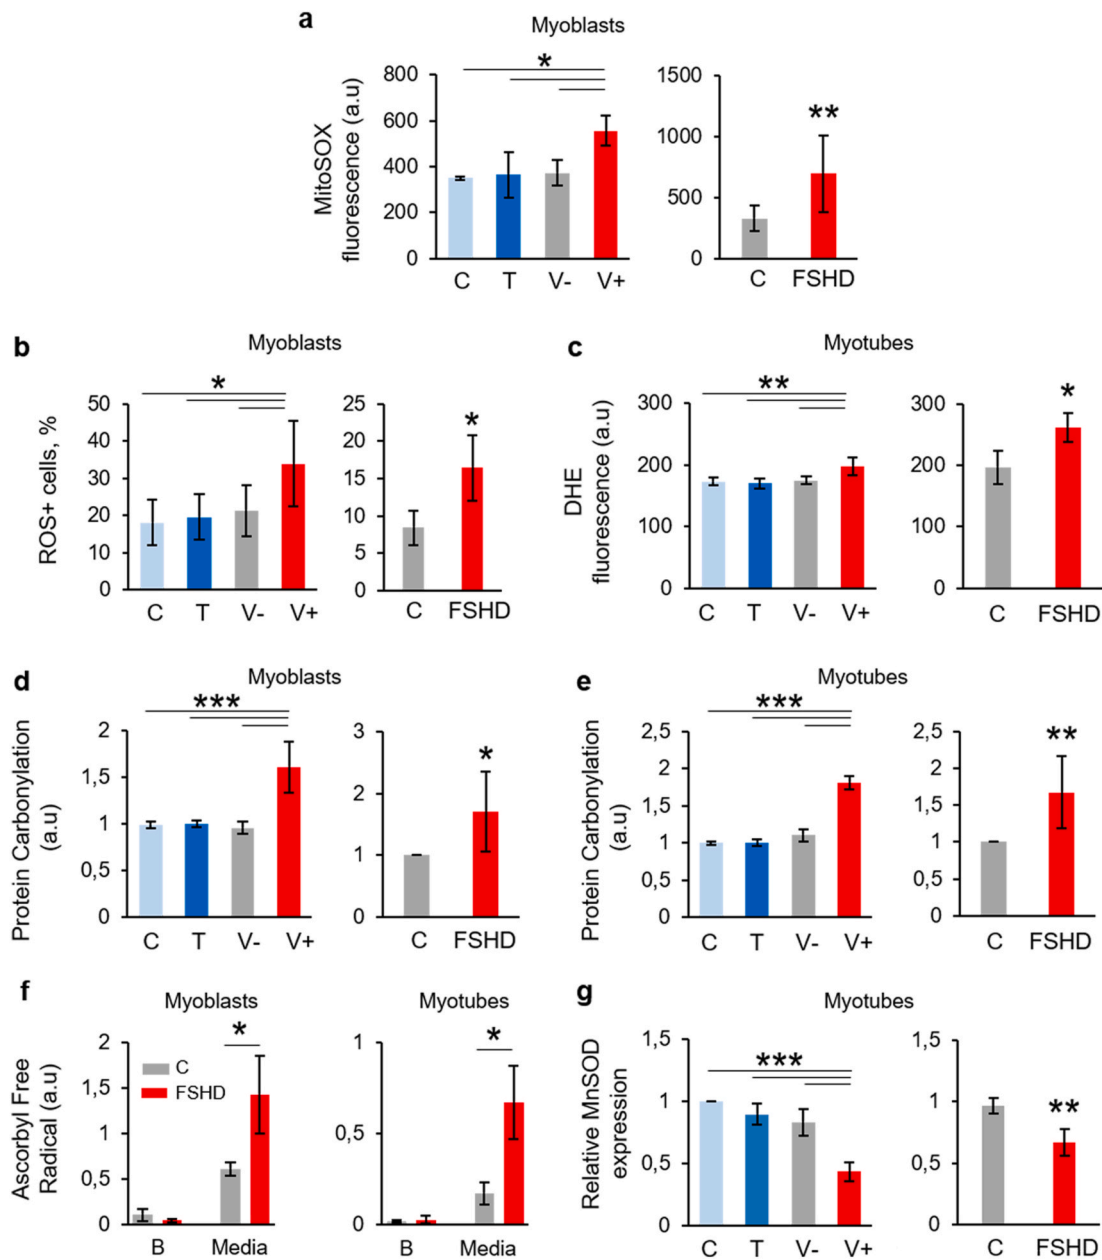 a
Myoblasts
MitoSOX
fluorescence (a.u)
800
600
400
200
0
*
C T V- V+
1500
1000
500
0
**
C FSHD
b
Myoblasts
ROS+ cells, %
50
40
30
20
10
0
*
C T V- V+
25
20
15
10
5
0
*
C FSHD
c
Myotubes
DHE
fluorescence (a.u)
300
200
100
0
**
C T V- V+
300
200
100
0
*
C FSHD
d
Myoblasts
Protein Carbonylation
(a.u)
2
1,5
1
0,5
0
***
C T V- V+
3
2
1
0
*
C FSHD
e
Myotubes
Protein Carbonylation
(a.u)
2,5
2
1,5
1
0,5
0
***
C T V- V+
2,5
2
1,5
1
0,5
0
**
C FSHD
f
Myoblasts
Ascorbyl Free
Radical (a.u)
2
1,5
1
0,5
0
*
C
FSHD
B Media
Myotubes
1
0,5
0
*
B Media
g
Myotubes
Relative MnSOD
expression
1,5
1
0,5
0
***
C T V- V+
1,5
1
0,5
0
**
C FSHD